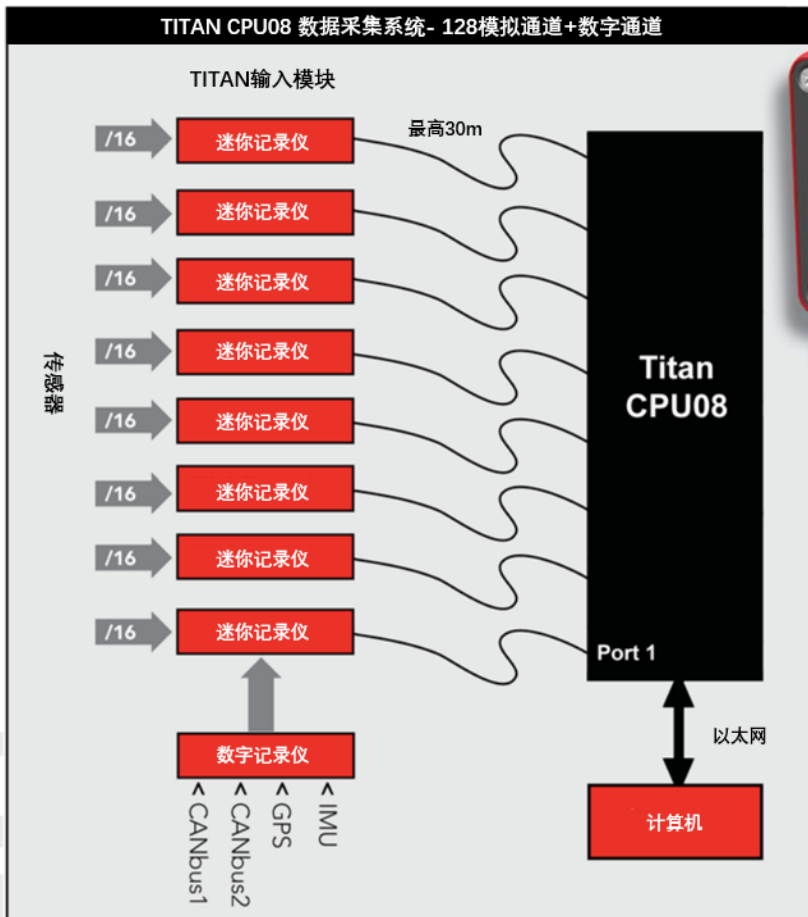 TITAN CPU08 数据采集系统- 128模拟通道+数字通道
TITAN输入模块
最高30m
/16
迷你记录仪
/16
迷你记录仪
/16
迷你记录仪
/16
迷你记录仪
/16
迷你记录仪
/16
迷你记录仪
/16
迷你记录仪
/16
迷你记录仪
传感器
Titan
CPU08
Port 1
数字记录仪
< CANbus1
< CANbus2
< GPS
< IMU
以太网
计算机